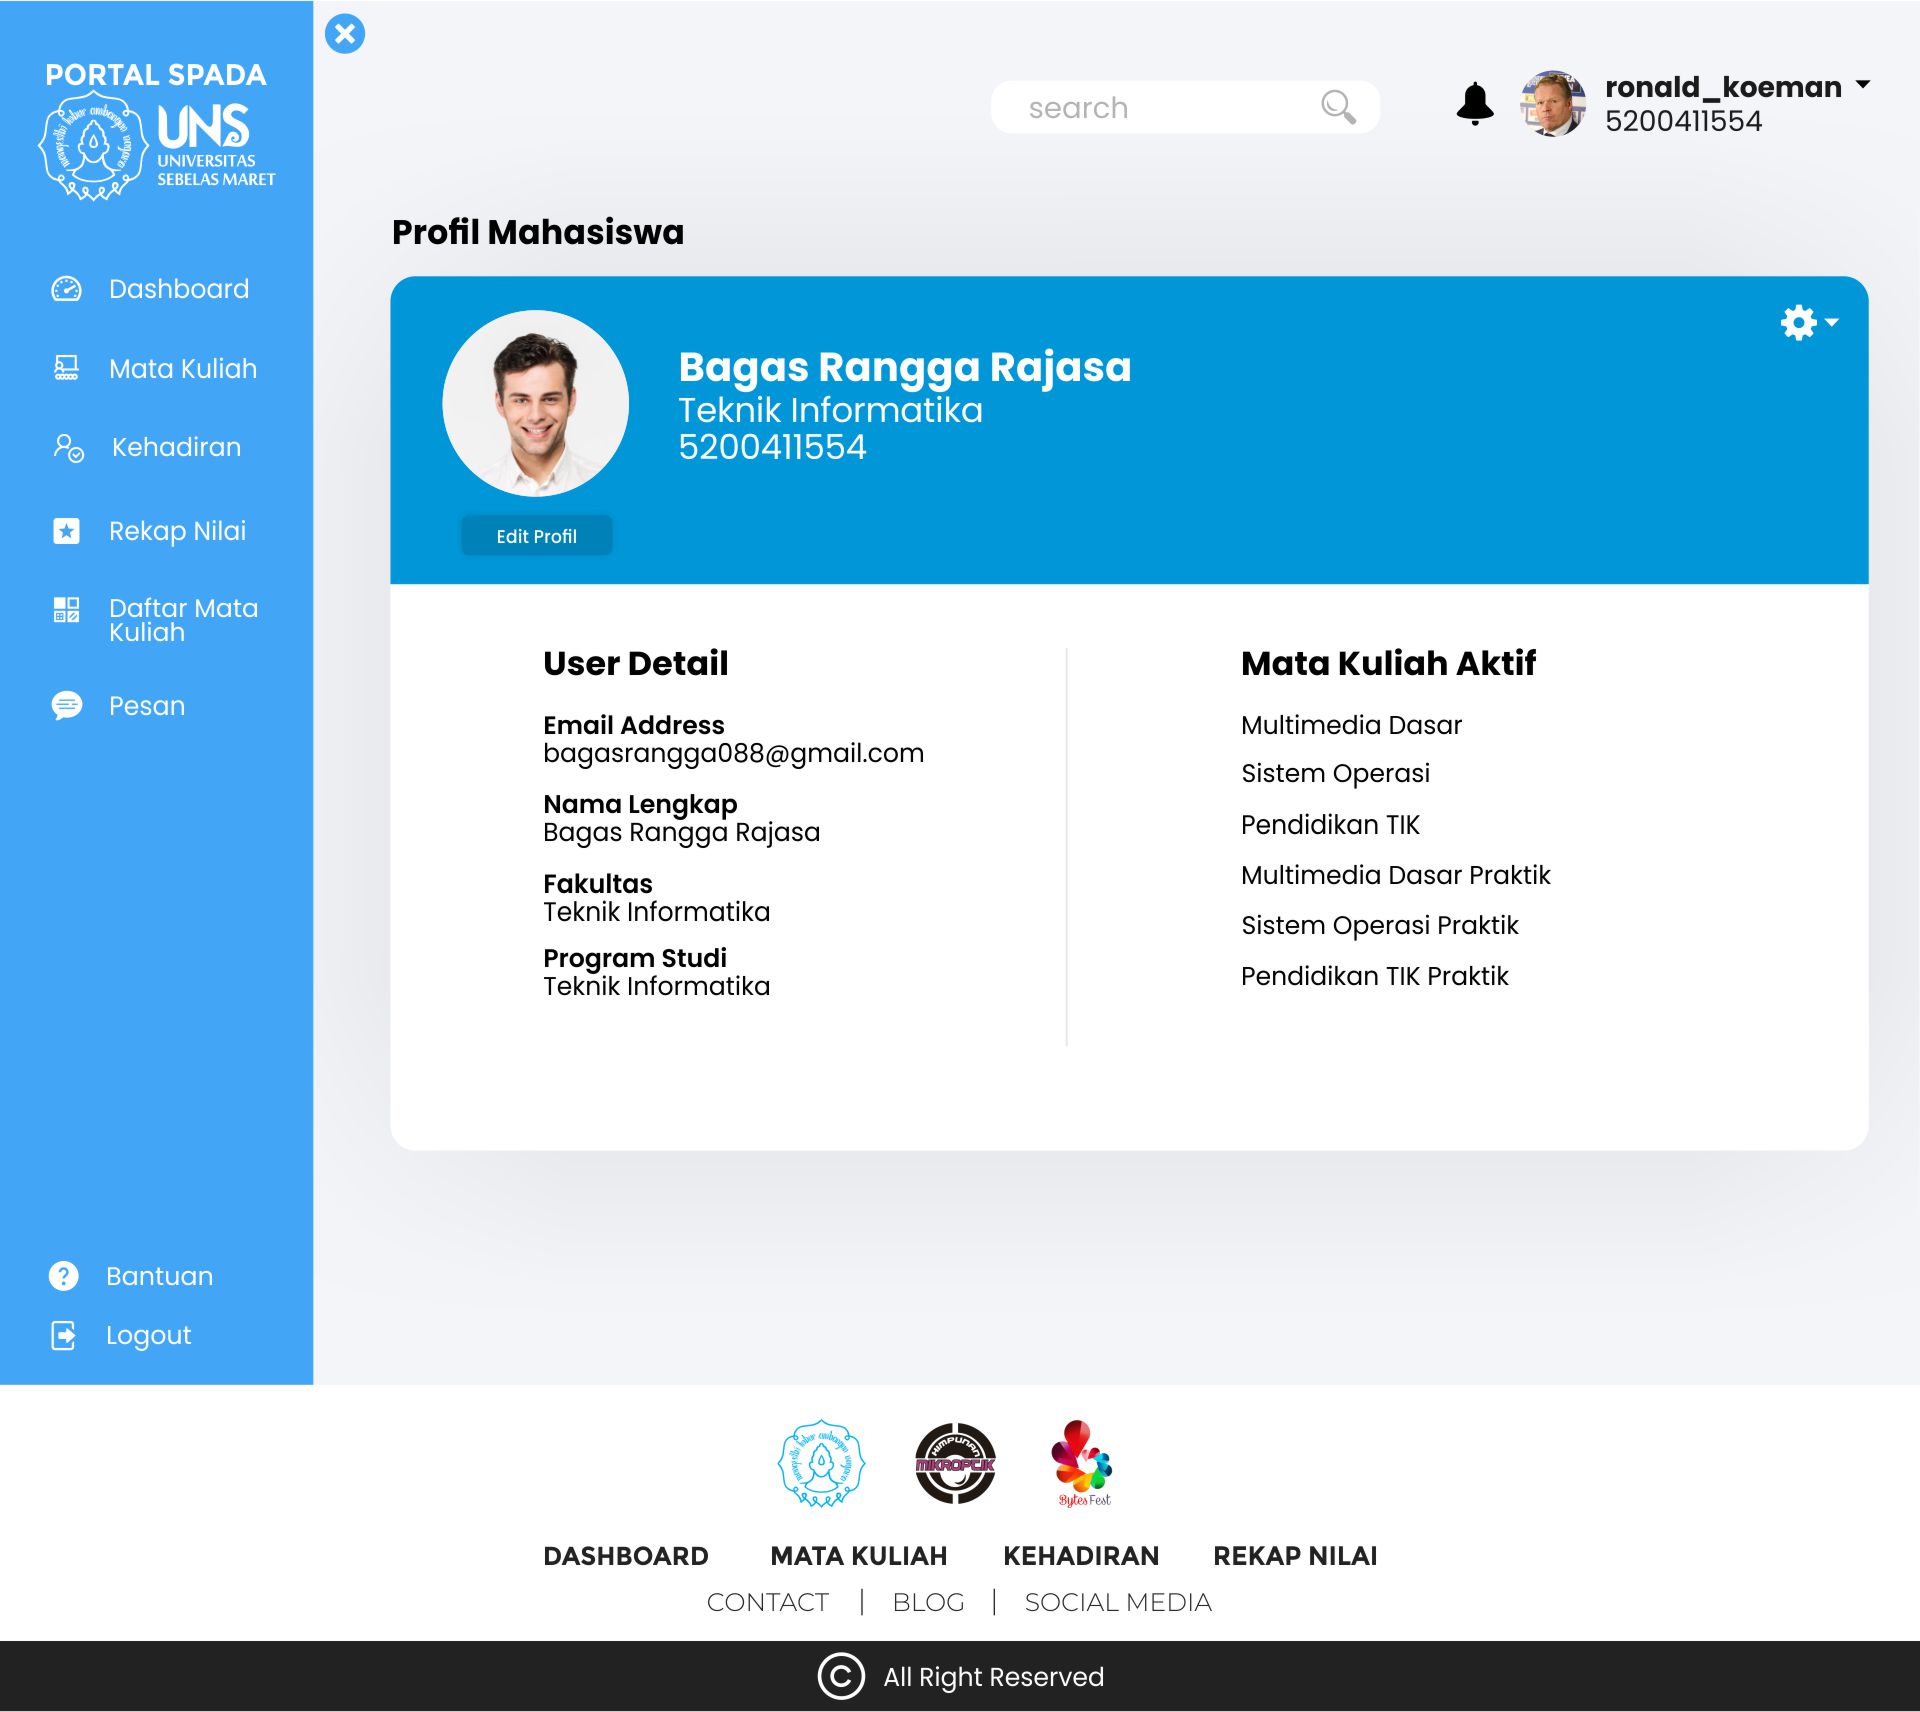 PORTAL SPADA
UNS
UNIVERSITAS
SEBELAS MARET
search
ronald_koeman
5200411554
Profil Mahasiswa
Dashboard
Mata Kuliah
Kehadiran
Rekap Nilai
Daftar Mata
Kuliah
Pesan
Bantuan
Logout
Bagas Rangga Rajasa
Teknik Informatika
5200411554
Edit Profil
User Detail
Email Address
bagasrangga088@gmail.com
Nama Lengkap
Bagas Rangga Rajasa
Fakultas
Teknik Informatika
Program Studi
Teknik Informatika
Mata Kuliah Aktif
Multimedia Dasar
Sistem Operasi
Pendidikan TIK
Multimedia Dasar Praktik
Sistem Operasi Praktik
Pendidikan TIK Praktik
HIMPUNAN
MIKROPTIK
Bytes Fest
DASHBOARD MATA KULIAH KEHADIRAN REKAP NILAI
CONTACT | BLOG | SOCIAL MEDIA
© All Right Reserved